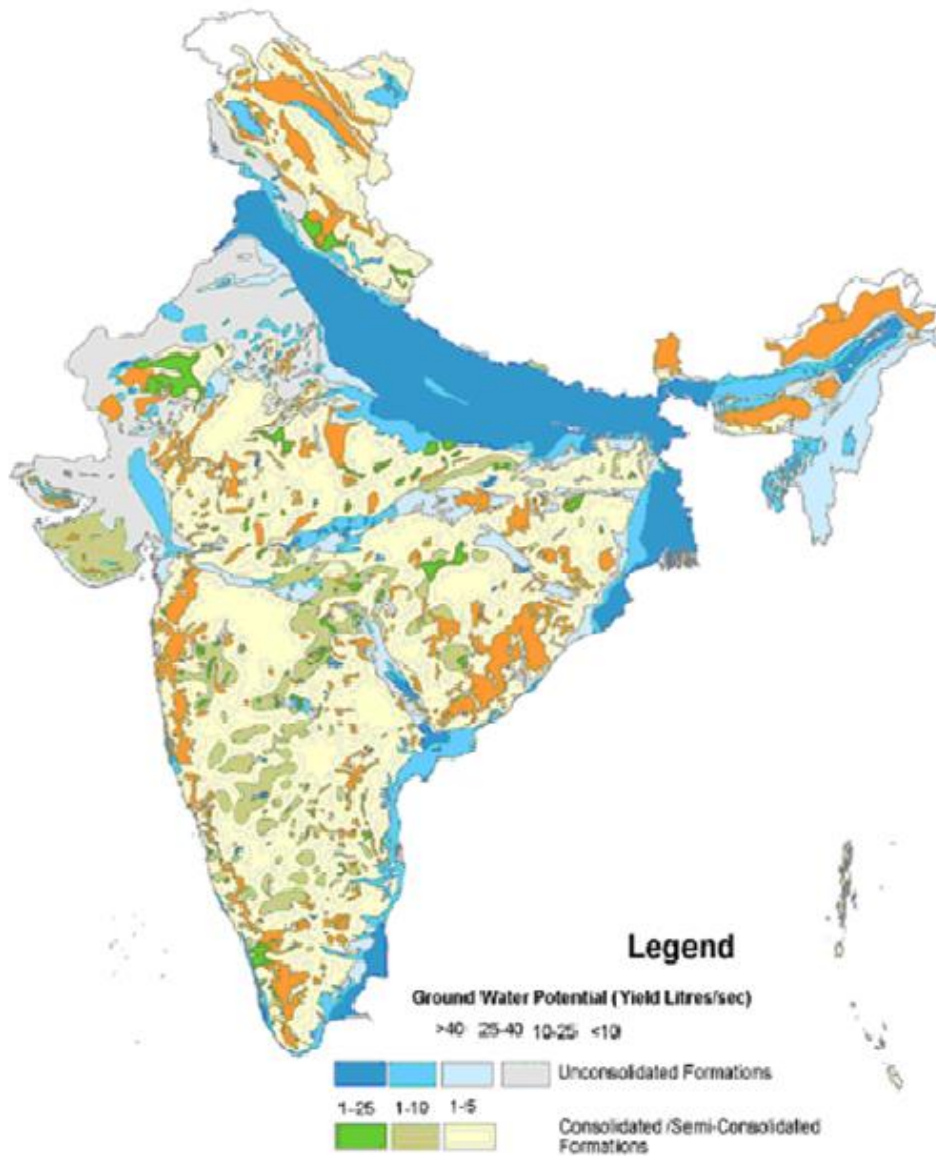 Legend
Ground Water Potential (Yield Litres/sec)
>40 25-40 10-25 <10
Unconsolidated Formations
1-25 1-10 1-5
Consolidated /Semi-Consolidated
Formations